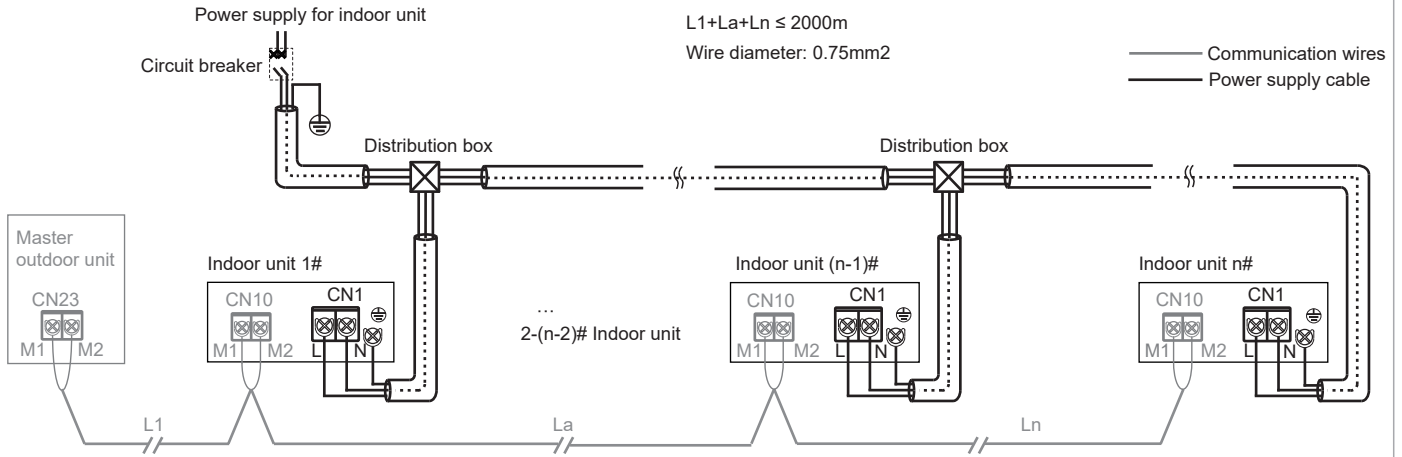 Power supply for indoor unit
L1+La+Ln ≤ 2000m
Wire diameter: 0.75mm2
Circuit breaker
Communication wires
Power supply cable
Distribution box
Distribution box
Master
outdoor unit
Indoor unit 1#
Indoor unit (n-1)#
Indoor unit n#
CN23
CN10
CN1
...
CN10
CN1
CN10
CN1
2-(n-2)# Indoor unit
M1 M2
M1 M2
L N
M1 M2
L N
M1 M2
L N
L1
La
Ln